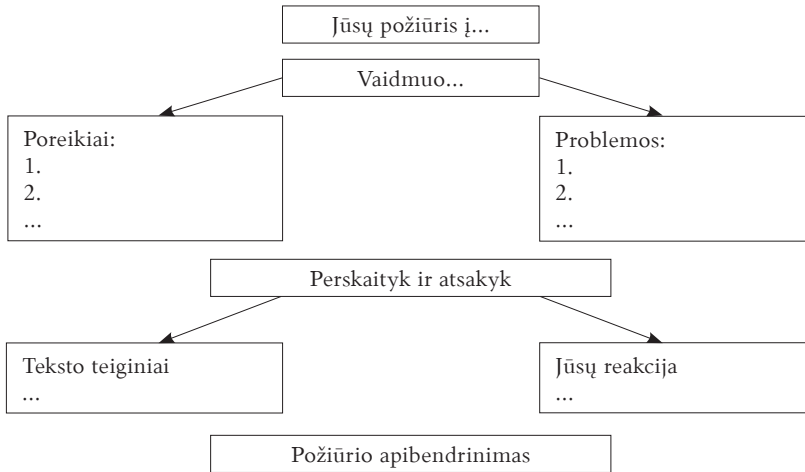 Jūsų požiūris į...
Vaidmuo...
Poreikiai:
1.
2.
...
Problemos:
1.
2.
...
Perskaityk ir atsakyk
Teksto teiginiai
...
Jūsų reakcija
...
Požiūrio apibendrinimas